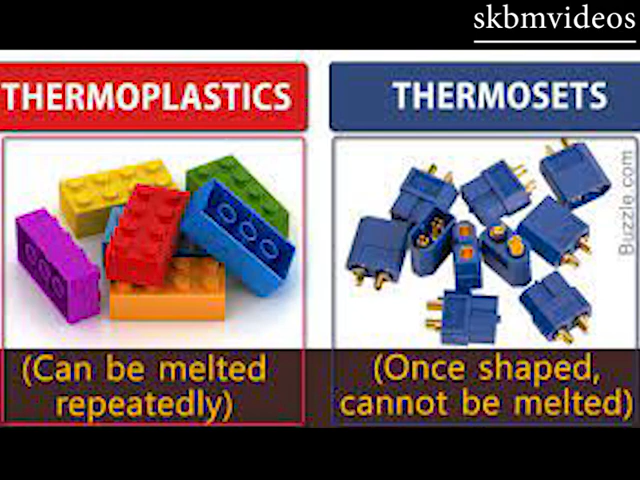 skbmvideos
THERMOPLASTICS
THERMOSETS
Buzzle.com
(Can be melted
repeatedly)
(Once shaped,
cannot be melted)